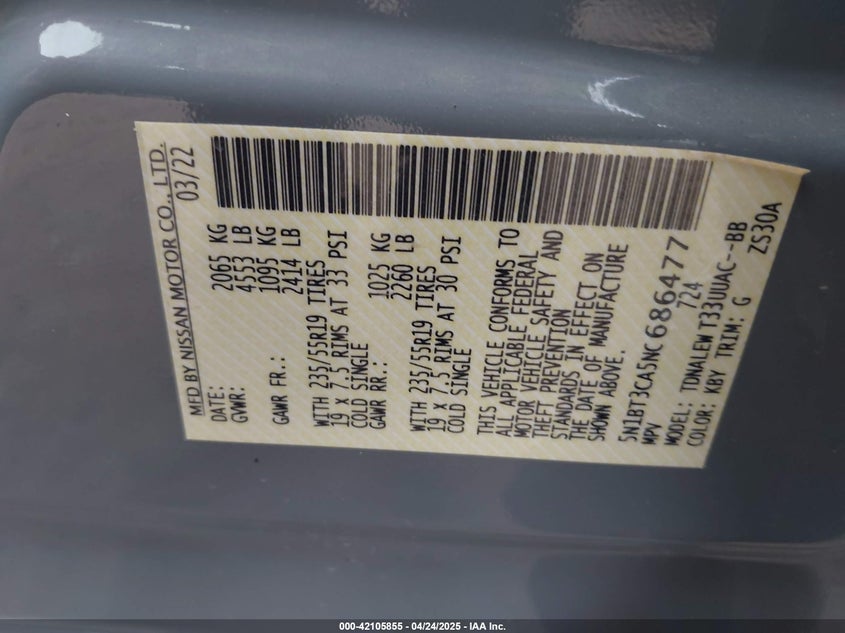 MFD BY NISSAN MOTOR CO., LTD.
DATE: 03/22
GVWR: 2065 KG
4553 LB
GAWR FR.: 1095 KG
2414 LB
WITH 235/55R19 TIRES
19 X 7.5 RIMS AT 33 PSI
COLD SINGLE
GAWR RR.: 1025 KG
2260 LB
WITH 235/55R19 TIRES
19 X 7.5 RIMS AT 30 PSI
COLD SINGLE
THIS VEHICLE CONFORMS TO
ALL APPLICABLE FEDERAL
MOTOR VEHICLE SAFETY AND
THEFT PREVENTION
STANDARDS IN EFFECT ON
THE DATE OF MANUFACTURE
SHOWN ABOVE.
5N1BT3CA5NC686477
MPV 724
MODEL: TDNALEWT33UUAC--BB
COLOR: KBY TRIM: G ZS30A
000-42105855 - 04/24/2025 - IAA Inc.